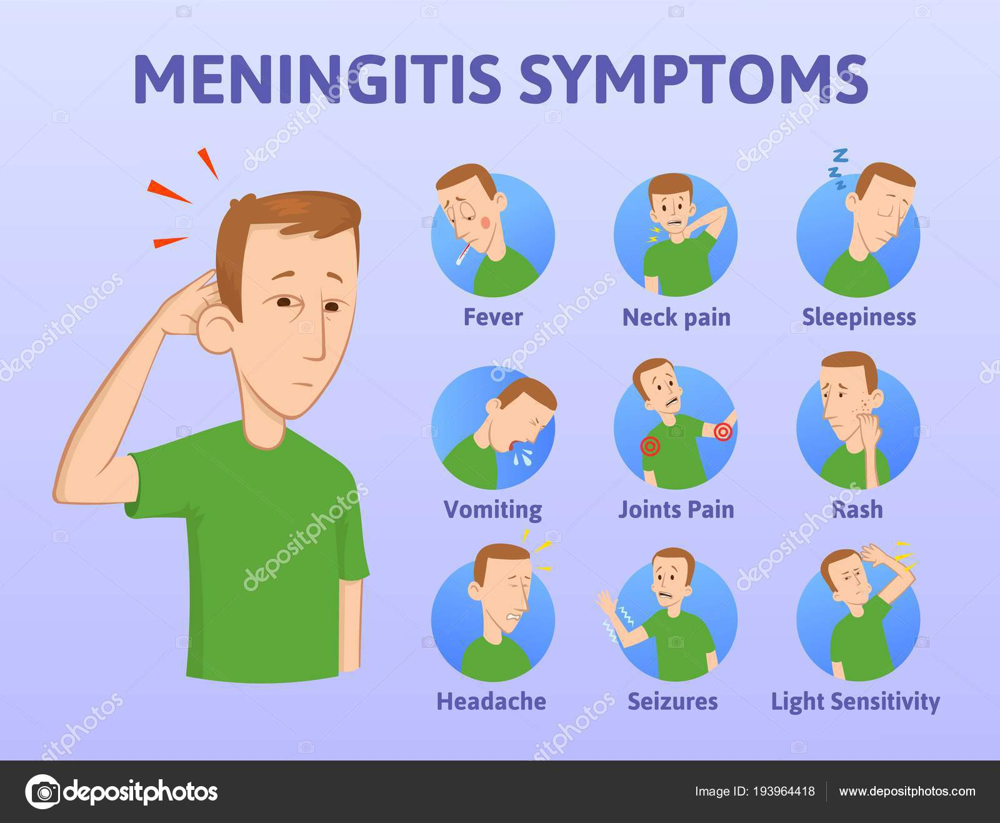 MENINGITIS SYMPTOMS
Z
Z
Z
Fever
Neck pain
Sleepiness
Vomiting
Joints Pain
Rash
Headache
Seizures
Light Sensitivity
depositphotos
Image ID: 193964418
www.depositphotos.com